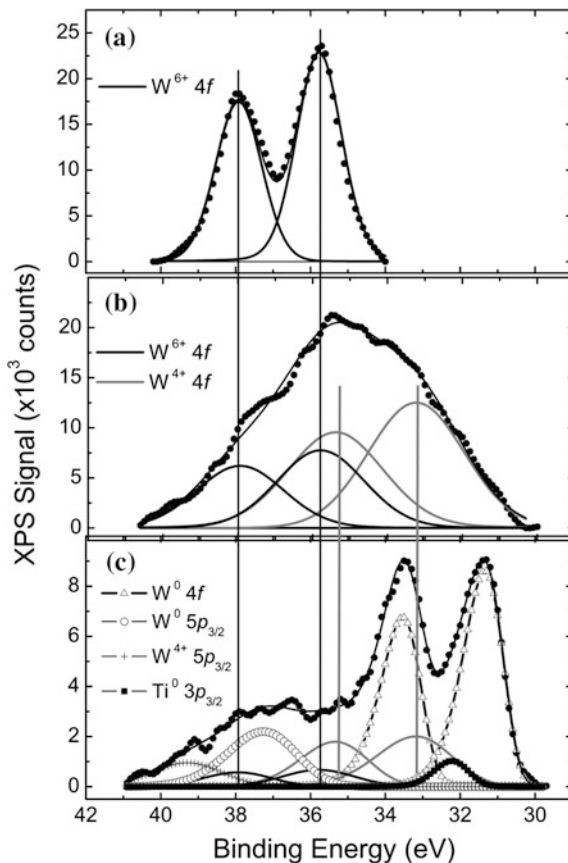 (a)
25
20
15
10
5
0
W⁶⁺ 4f
(b)
20
15
10
5
0
W⁶⁺ 4f
W⁴⁺ 4f
XPS Signal (x10³ counts)
(c)
8
6
4
2
0
W⁰ 4f
W⁰ 5p₃/₂
W⁴⁺ 5p₃/₂
Ti⁰ 3p₃/₂
42 40 38 36 34 32 30
Binding Energy (eV)